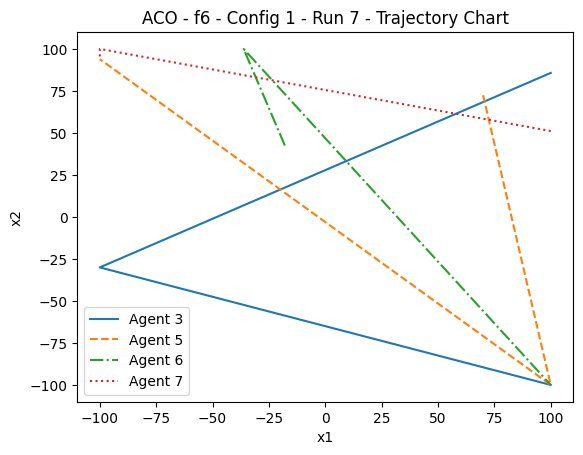 ACO - f6 - Config 1 - Run 7 - Trajectory Chart
x2
100
75
50
25
0
−25
−50
−75
−100
Agent 3
Agent 5
Agent 6
Agent 7
−100 −75 −50 −25 0 25 50 75 100
x1